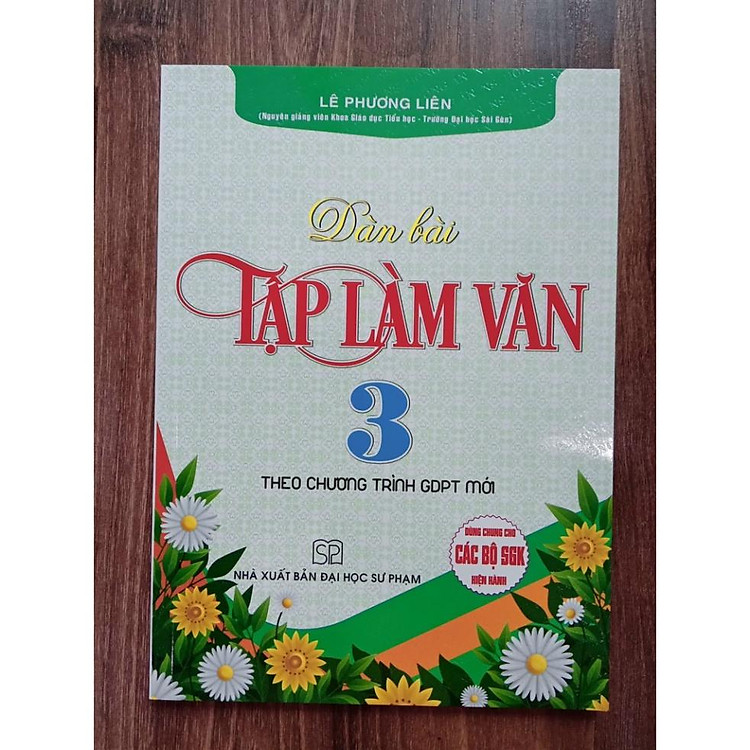 LÊ PHƯƠNG LIÊN
(Nguyên giảng viên Khoa Giáo dục Tiểu học - Trường Đại học Sài Gòn)
Dàn bài
TẬP LÀM VĂN
3
THEO CHƯƠNG TRÌNH GDPT MỚI
DÙNG CHUNG CHO
CÁC BỘ SGK
HIỆN HÀNH
SP
NHÀ XUẤT BẢN ĐẠI HỌC SƯ PHẠM